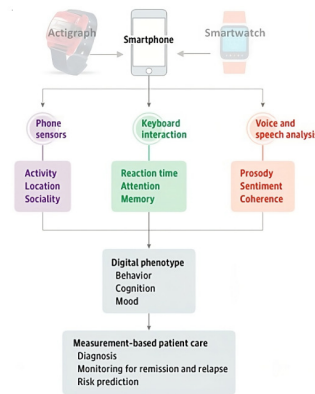 Actigraph
Smartphone
Smartwatch
Phone
sensors
Keyboard
interaction
Voice and
speech analysi
Activity
Location
Sociality
Reaction time
Attention
Memory
Prosody
Sentiment
Coherence
Digital phenotype
Behavior
Cognition
Mood
Measurement-based patient care
Diagnosis
Monitoring for remission and relapse
Risk prediction